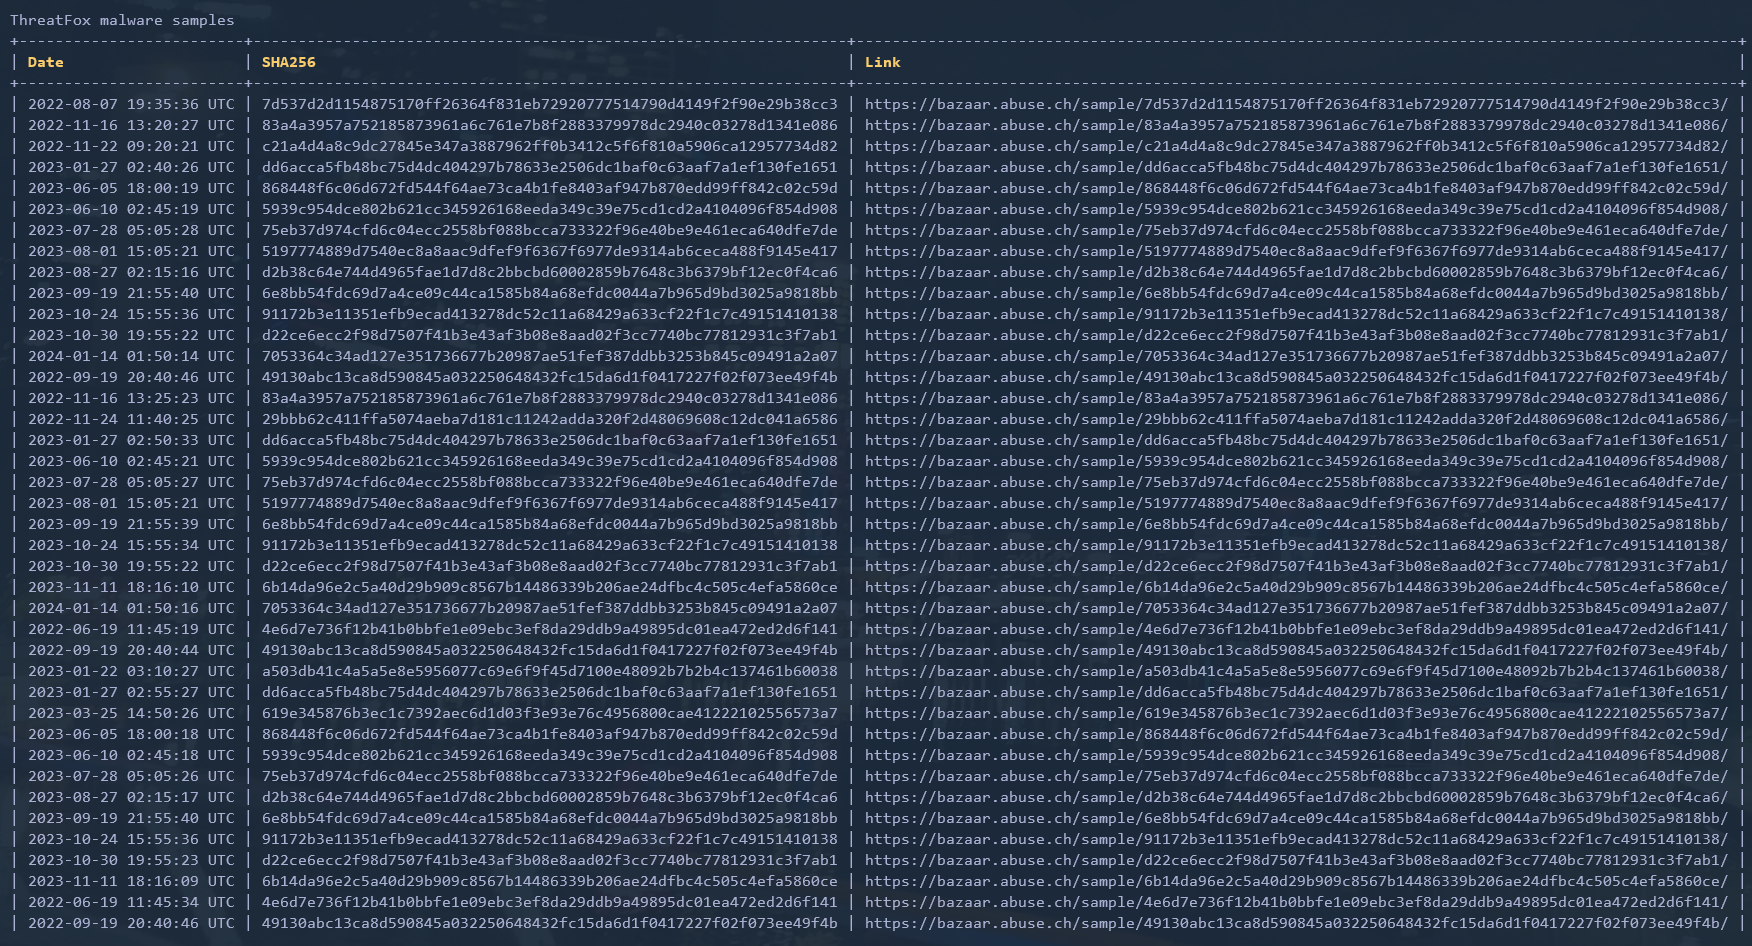 ThreatFox malware samples
+-------------------------+------------------------------------------------------------------+--------------------------------------------------------------------------------------------------+
| Date | SHA256 | Link |
+-------------------------+------------------------------------------------------------------+--------------------------------------------------------------------------------------------------+
| 2022-08-07 19:35:36 UTC | 7d537d2d1154875170ff26364f831eb72920777514790d4149f2f90e29b38cc3 | https://bazaar.abuse.ch/sample/7d537d2d1154875170ff26364f831eb72920777514790d4149f2f90e29b38cc3/ |
| 2022-11-16 13:20:27 UTC | 83a4a3957a752185873961a6c761e7b8f2883379978dc2940c03278d1341e086 | https://bazaar.abuse.ch/sample/83a4a3957a752185873961a6c761e7b8f2883379978dc2940c03278d1341e086/ |
| 2022-11-22 09:20:21 UTC | c21a4d4a8c9dc27845e347a3887962ff0b3412c5f6f810a5906ca12957734d82 | https://bazaar.abuse.ch/sample/c21a4d4a8c9dc27845e347a3887962ff0b3412c5f6f810a5906ca12957734d82/ |
| 2023-01-27 02:40:26 UTC | dd6acca5fb48bc75d4dc404297b78633e2506dc1baf0c63aaf7a1ef130fe1651 | https://bazaar.abuse.ch/sample/dd6acca5fb48bc75d4dc404297b78633e2506dc1baf0c63aaf7a1ef130fe1651/ |
| 2023-06-05 18:00:19 UTC | 868448f6c06d672fd544f64ae73ca4b1fe8403af947b870edd99ff842c02c59d | https://bazaar.abuse.ch/sample/868448f6c06d672fd544f64ae73ca4b1fe8403af947b870edd99ff842c02c59d/ |
| 2023-06-10 02:45:19 UTC | 5939c954dce802b621cc345926168eeda349c39e75cd1cd2a4104096f854d908 | https://bazaar.abuse.ch/sample/5939c954dce802b621cc345926168eeda349c39e75cd1cd2a4104096f854d908/ |
| 2023-07-28 05:05:28 UTC | 75eb37d974cfd6c04ecc2558bf088bcca733322f96e40be9e461eca640dfe7de | https://bazaar.abuse.ch/sample/75eb37d974cfd6c04ecc2558bf088bcca733322f96e40be9e461eca640dfe7de/ |
| 2023-08-01 15:05:21 UTC | 5197774889d7540ec8a8aac9dfef9f6367f6977de9314ab6ceca488f9145e417 | https://bazaar.abuse.ch/sample/5197774889d7540ec8a8aac9dfef9f6367f6977de9314ab6ceca488f9145e417/ |
| 2023-08-27 02:15:16 UTC | d2b38c64e744d4965fae1d7d8c2bbcbd60002859b7648c3b6379bf12ec0f4ca6 | https://bazaar.abuse.ch/sample/d2b38c64e744d4965fae1d7d8c2bbcbd60002859b7648c3b6379bf12ec0f4ca6/ |
| 2023-09-19 21:55:40 UTC | 6e8bb54fdc69d7a4ce09c44ca1585b84a68efdc0044a7b965d9bd3025a9818bb | https://bazaar.abuse.ch/sample/6e8bb54fdc69d7a4ce09c44ca1585b84a68efdc0044a7b965d9bd3025a9818bb/ |
| 2023-10-24 15:55:36 UTC | 91172b3e11351efb9ecad413278dc52c11a68429a633cf22f1c7c49151410138 | https://bazaar.abuse.ch/sample/91172b3e11351efb9ecad413278dc52c11a68429a633cf22f1c7c49151410138/ |
| 2023-10-30 19:55:22 UTC | d22ce6ecc2f98d7507f41b3e43af3b08e8aad02f3cc7740bc77812931c3f7ab1 | https://bazaar.abuse.ch/sample/d22ce6ecc2f98d7507f41b3e43af3b08e8aad02f3cc7740bc77812931c3f7ab1/ |
| 2024-01-14 01:50:14 UTC | 7053364c34ad127e351736677b20987ae51fef387ddbb3253b845c09491a2a07 | https://bazaar.abuse.ch/sample/7053364c34ad127e351736677b20987ae51fef387ddbb3253b845c09491a2a07/ |
| 2022-09-19 20:40:46 UTC | 49130abc13ca8d590845a032250648432fc15da6d1f0417227f02f073ee49f4b | https://bazaar.abuse.ch/sample/49130abc13ca8d590845a032250648432fc15da6d1f0417227f02f073ee49f4b/ |
| 2022-11-16 13:25:23 UTC | 83a4a3957a752185873961a6c761e7b8f2883379978dc2940c03278d1341e086 | https://bazaar.abuse.ch/sample/83a4a3957a752185873961a6c761e7b8f2883379978dc2940c03278d1341e086/ |
| 2022-11-24 11:40:25 UTC | 29bbb62c411ffa5074aeba7d181c11242adda320f2d48069608c12dc041a6586 | https://bazaar.abuse.ch/sample/29bbb62c411ffa5074aeba7d181c11242adda320f2d48069608c12dc041a6586/ |
| 2023-01-27 02:50:33 UTC | dd6acca5fb48bc75d4dc404297b78633e2506dc1baf0c63aaf7a1ef130fe1651 | https://bazaar.abuse.ch/sample/dd6acca5fb48bc75d4dc404297b78633e2506dc1baf0c63aaf7a1ef130fe1651/ |
| 2023-06-10 02:45:21 UTC | 5939c954dce802b621cc345926168eeda349c39e75cd1cd2a4104096f854d908 | https://bazaar.abuse.ch/sample/5939c954dce802b621cc345926168eeda349c39e75cd1cd2a4104096f854d908/ |
| 2023-07-28 05:05:27 UTC | 75eb37d974cfd6c04ecc2558bf088bcca733322f96e40be9e461eca640dfe7de | https://bazaar.abuse.ch/sample/75eb37d974cfd6c04ecc2558bf088bcca733322f96e40be9e461eca640dfe7de/ |
| 2023-08-01 15:05:21 UTC | 5197774889d7540ec8a8aac9dfef9f6367f6977de9314ab6ceca488f9145e417 | https://bazaar.abuse.ch/sample/5197774889d7540ec8a8aac9dfef9f6367f6977de9314ab6ceca488f9145e417/ |
| 2023-09-19 21:55:39 UTC | 6e8bb54fdc69d7a4ce09c44ca1585b84a68efdc0044a7b965d9bd3025a9818bb | https://bazaar.abuse.ch/sample/6e8bb54fdc69d7a4ce09c44ca1585b84a68efdc0044a7b965d9bd3025a9818bb/ |
| 2023-10-24 15:55:34 UTC | 91172b3e11351efb9ecad413278dc52c11a68429a633cf22f1c7c49151410138 | https://bazaar.abuse.ch/sample/91172b3e11351efb9ecad413278dc52c11a68429a633cf22f1c7c49151410138/ |
| 2023-10-30 19:55:22 UTC | d22ce6ecc2f98d7507f41b3e43af3b08e8aad02f3cc7740bc77812931c3f7ab1 | https://bazaar.abuse.ch/sample/d22ce6ecc2f98d7507f41b3e43af3b08e8aad02f3cc7740bc77812931c3f7ab1/ |
| 2023-11-11 18:16:10 UTC | 6b14da96e2c5a40d29b909c8567b14486339b206ae24dfbc4c505c4efa5860ce | https://bazaar.abuse.ch/sample/6b14da96e2c5a40d29b909c8567b14486339b206ae24dfbc4c505c4efa5860ce/ |
| 2024-01-14 01:50:16 UTC | 7053364c34ad127e351736677b20987ae51fef387ddbb3253b845c09491a2a07 | https://bazaar.abuse.ch/sample/7053364c34ad127e351736677b20987ae51fef387ddbb3253b845c09491a2a07/ |
| 2022-06-19 11:45:19 UTC | 4e6d7e736f12b41b0bbfe1e09ebc3ef8da29ddb9a49895dc01ea472ed2d6f141 | https://bazaar.abuse.ch/sample/4e6d7e736f12b41b0bbfe1e09ebc3ef8da29ddb9a49895dc01ea472ed2d6f141/ |
| 2022-09-19 20:40:44 UTC | 49130abc13ca8d590845a032250648432fc15da6d1f0417227f02f073ee49f4b | https://bazaar.abuse.ch/sample/49130abc13ca8d590845a032250648432fc15da6d1f0417227f02f073ee49f4b/ |
| 2023-01-22 03:10:27 UTC | a503db41c4a5a5e8e5956077c69e6f9f45d7100e48092b7b2b4c137461b60038 | https://bazaar.abuse.ch/sample/a503db41c4a5a5e8e5956077c69e6f9f45d7100e48092b7b2b4c137461b60038/ |
| 2023-01-27 02:55:27 UTC | dd6acca5fb48bc75d4dc404297b78633e2506dc1baf0c63aaf7a1ef130fe1651 | https://bazaar.abuse.ch/sample/dd6acca5fb48bc75d4dc404297b78633e2506dc1baf0c63aaf7a1ef130fe1651/ |
| 2023-03-25 14:50:26 UTC | 619e345876b3ec1c7392aec6d1d03f3e93e76c4956800cae41222102556573a7 | https://bazaar.abuse.ch/sample/619e345876b3ec1c7392aec6d1d03f3e93e76c4956800cae41222102556573a7/ |
| 2023-06-05 18:00:18 UTC | 868448f6c06d672fd544f64ae73ca4b1fe8403af947b870edd99ff842c02c59d | https://bazaar.abuse.ch/sample/868448f6c06d672fd544f64ae73ca4b1fe8403af947b870edd99ff842c02c59d/ |
| 2023-06-10 02:45:18 UTC | 5939c954dce802b621cc345926168eeda349c39e75cd1cd2a4104096f854d908 | https://bazaar.abuse.ch/sample/5939c954dce802b621cc345926168eeda349c39e75cd1cd2a4104096f854d908/ |
| 2023-07-28 05:05:26 UTC | 75eb37d974cfd6c04ecc2558bf088bcca733322f96e40be9e461eca640dfe7de | https://bazaar.abuse.ch/sample/75eb37d974cfd6c04ecc2558bf088bcca733322f96e40be9e461eca640dfe7de/ |
| 2023-08-27 02:15:17 UTC | d2b38c64e744d4965fae1d7d8c2bbcbd60002859b7648c3b6379bf12ec0f4ca6 | https://bazaar.abuse.ch/sample/d2b38c64e744d4965fae1d7d8c2bbcbd60002859b7648c3b6379bf12ec0f4ca6/ |
| 2023-09-19 21:55:40 UTC | 6e8bb54fdc69d7a4ce09c44ca1585b84a68efdc0044a7b965d9bd3025a9818bb | https://bazaar.abuse.ch/sample/6e8bb54fdc69d7a4ce09c44ca1585b84a68efdc0044a7b965d9bd3025a9818bb/ |
| 2023-10-24 15:55:36 UTC | 91172b3e11351efb9ecad413278dc52c11a68429a633cf22f1c7c49151410138 | https://bazaar.abuse.ch/sample/91172b3e11351efb9ecad413278dc52c11a68429a633cf22f1c7c49151410138/ |
| 2023-10-30 19:55:23 UTC | d22ce6ecc2f98d7507f41b3e43af3b08e8aad02f3cc7740bc77812931c3f7ab1 | https://bazaar.abuse.ch/sample/d22ce6ecc2f98d7507f41b3e43af3b08e8aad02f3cc7740bc77812931c3f7ab1/ |
| 2023-11-11 18:16:09 UTC | 6b14da96e2c5a40d29b909c8567b14486339b206ae24dfbc4c505c4efa5860ce | https://bazaar.abuse.ch/sample/6b14da96e2c5a40d29b909c8567b14486339b206ae24dfbc4c505c4efa5860ce/ |
| 2022-06-19 11:45:34 UTC | 4e6d7e736f12b41b0bbfe1e09ebc3ef8da29ddb9a49895dc01ea472ed2d6f141 | https://bazaar.abuse.ch/sample/4e6d7e736f12b41b0bbfe1e09ebc3ef8da29ddb9a49895dc01ea472ed2d6f141/ |
| 2022-09-19 20:40:46 UTC | 49130abc13ca8d590845a032250648432fc15da6d1f0417227f02f073ee49f4b | https://bazaar.abuse.ch/sample/49130abc13ca8d590845a032250648432fc15da6d1f0417227f02f073ee49f4b/ |